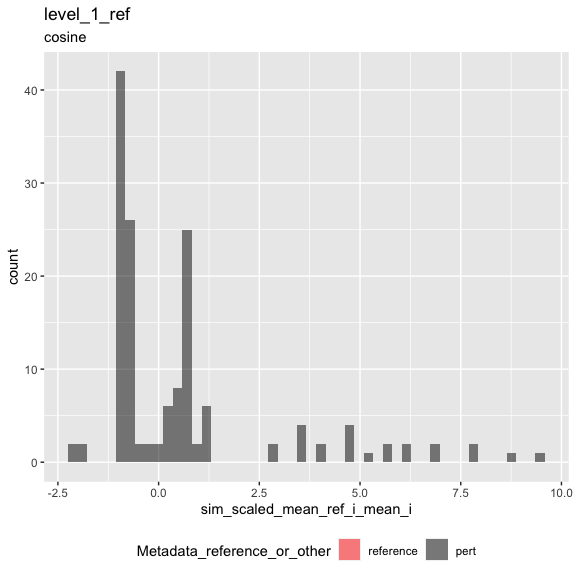 level_1_ref
cosine
count
40
30
20
10
0
-2.5
0.0
2.5
5.0
7.5
10.0
sim_scaled_mean_ref_i_mean_i
Metadata_reference_or_other
reference
pert